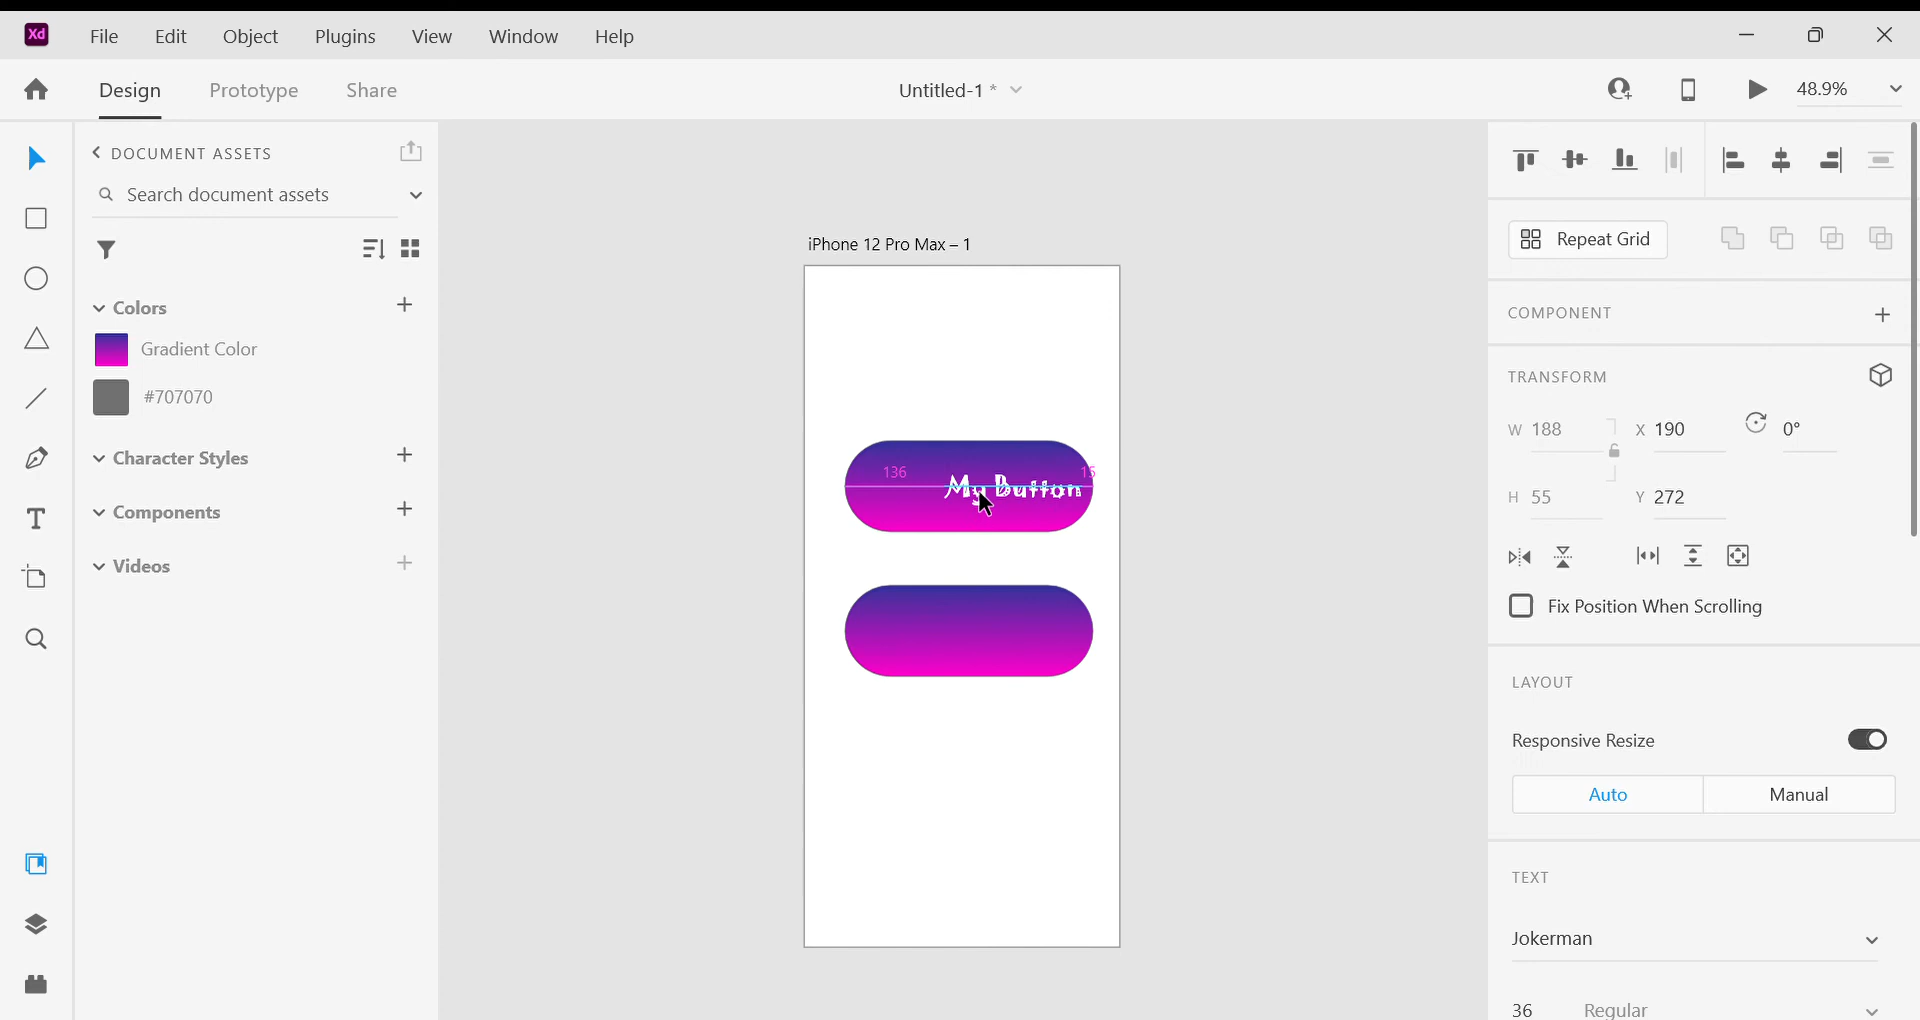 Xd File Edit Object Plugins View Window Help
Design Prototype Share Untitled-1 * 48.9%
DOCUMENT ASSETS
Search document assets
Colors
Gradient Color
#707070
Character Styles
Components
Videos
iPhone 12 Pro Max – 1
136 15
My Button
Repeat Grid
COMPONENT
TRANSFORM
W 188 X 190 0°
H 55 Y 272
Fix Position When Scrolling
LAYOUT
Responsive Resize
Auto Manual
TEXT
Jokerman
36 Regular